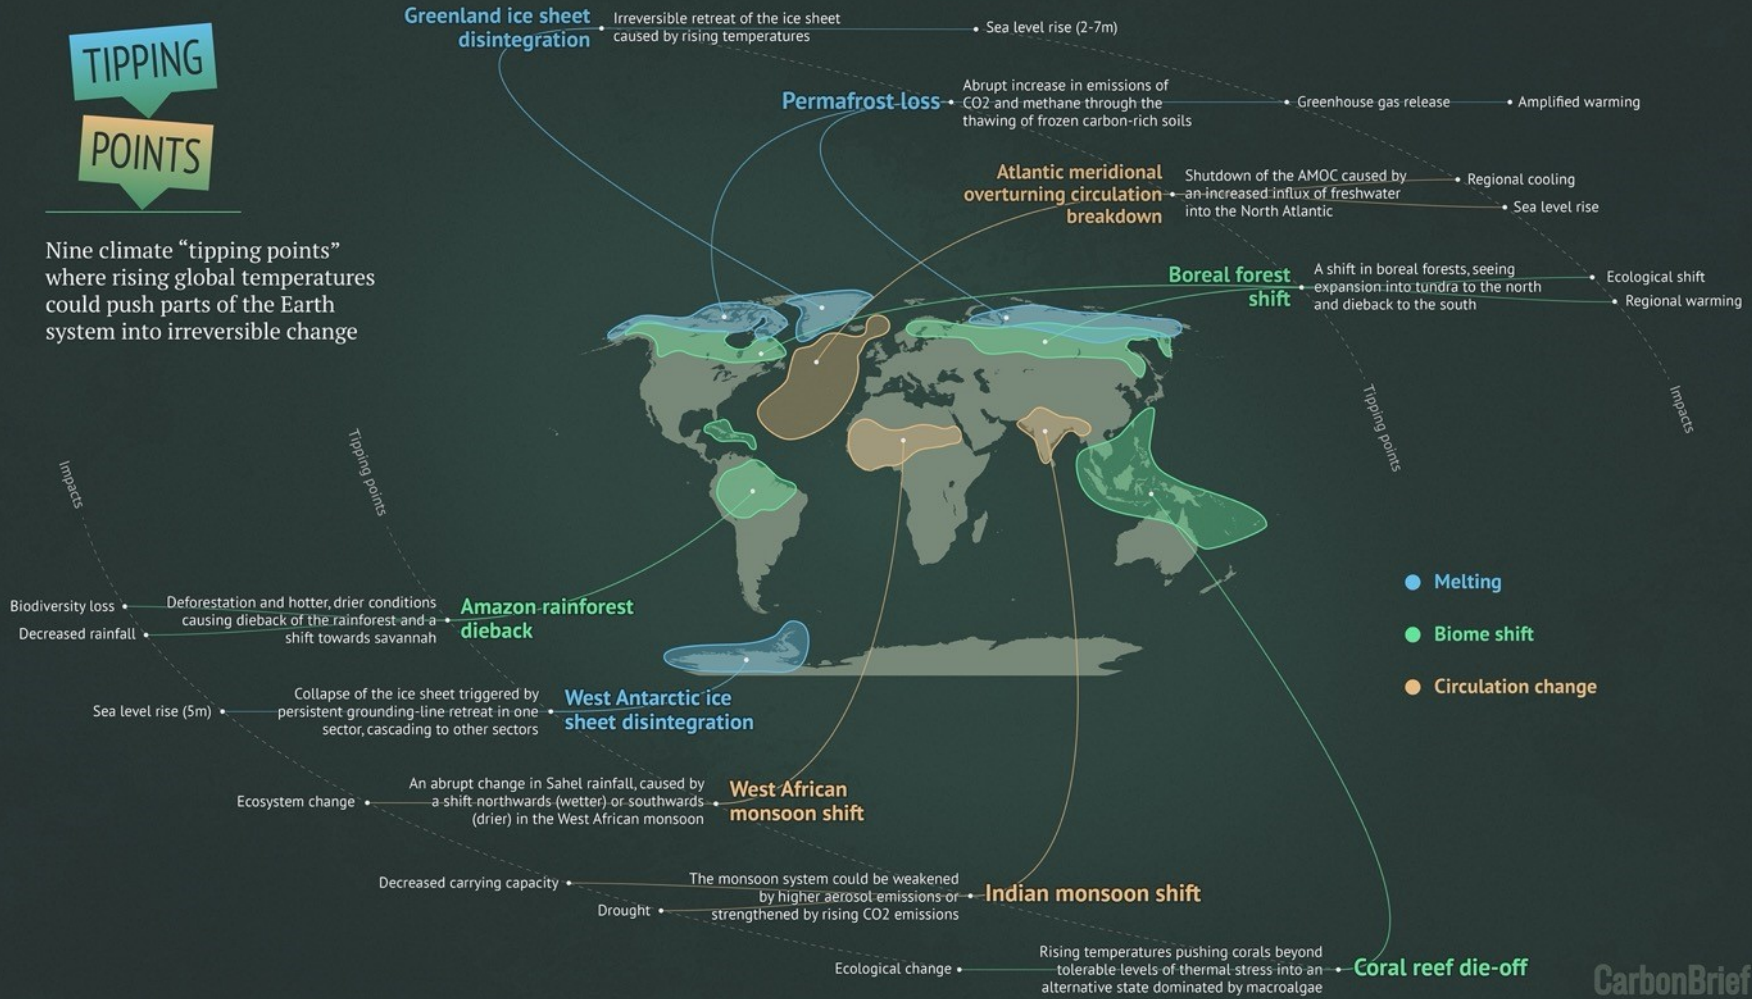 TIPPING
POINTS
Nine climate “tipping points”
where rising global temperatures
could push parts of the Earth
system into irreversible change
Greenland ice sheet
disintegration
Irreversible retreat of the ice sheet
caused by rising temperatures
Sea level rise (2-7m)
Permafrost loss
Abrupt increase in emissions of
CO2 and methane through the
thawing of frozen carbon-rich soils
Greenhouse gas release
Amplified warming
Atlantic meridional
overturning circulation
breakdown
Shutdown of the AMOC caused by
an increased influx of freshwater
into the North Atlantic
Regional cooling
Sea level rise
Boreal forest
shift
A shift in boreal forests, seeing
expansion into tundra to the north
and dieback to the south
Ecological shift
Regional warming
Tipping points
Impacts
Impacts
Tipping points
Biodiversity loss
Decreased rainfall
Deforestation and hotter, drier conditions
causing dieback of the rainforest and a
shift towards savannah
Amazon rainforest
dieback
Sea level rise (5m)
Collapse of the ice sheet triggered by
persistent grounding-line retreat in one
sector, cascading to other sectors
West Antarctic ice
sheet disintegration
Melting
Biome shift
Circulation change
Ecosystem change
An abrupt change in Sahel rainfall, caused by
a shift northwards (wetter) or southwards
(drier) in the West African monsoon
West African
monsoon shift
Decreased carrying capacity
Drought
The monsoon system could be weakened
by higher aerosol emissions or
strengthened by rising CO2 emissions
Indian monsoon shift
Ecological change
Rising temperatures pushing corals beyond
tolerable levels of thermal stress into an
alternative state dominated by macroalgae
Coral reef die-off
CarbonBrief